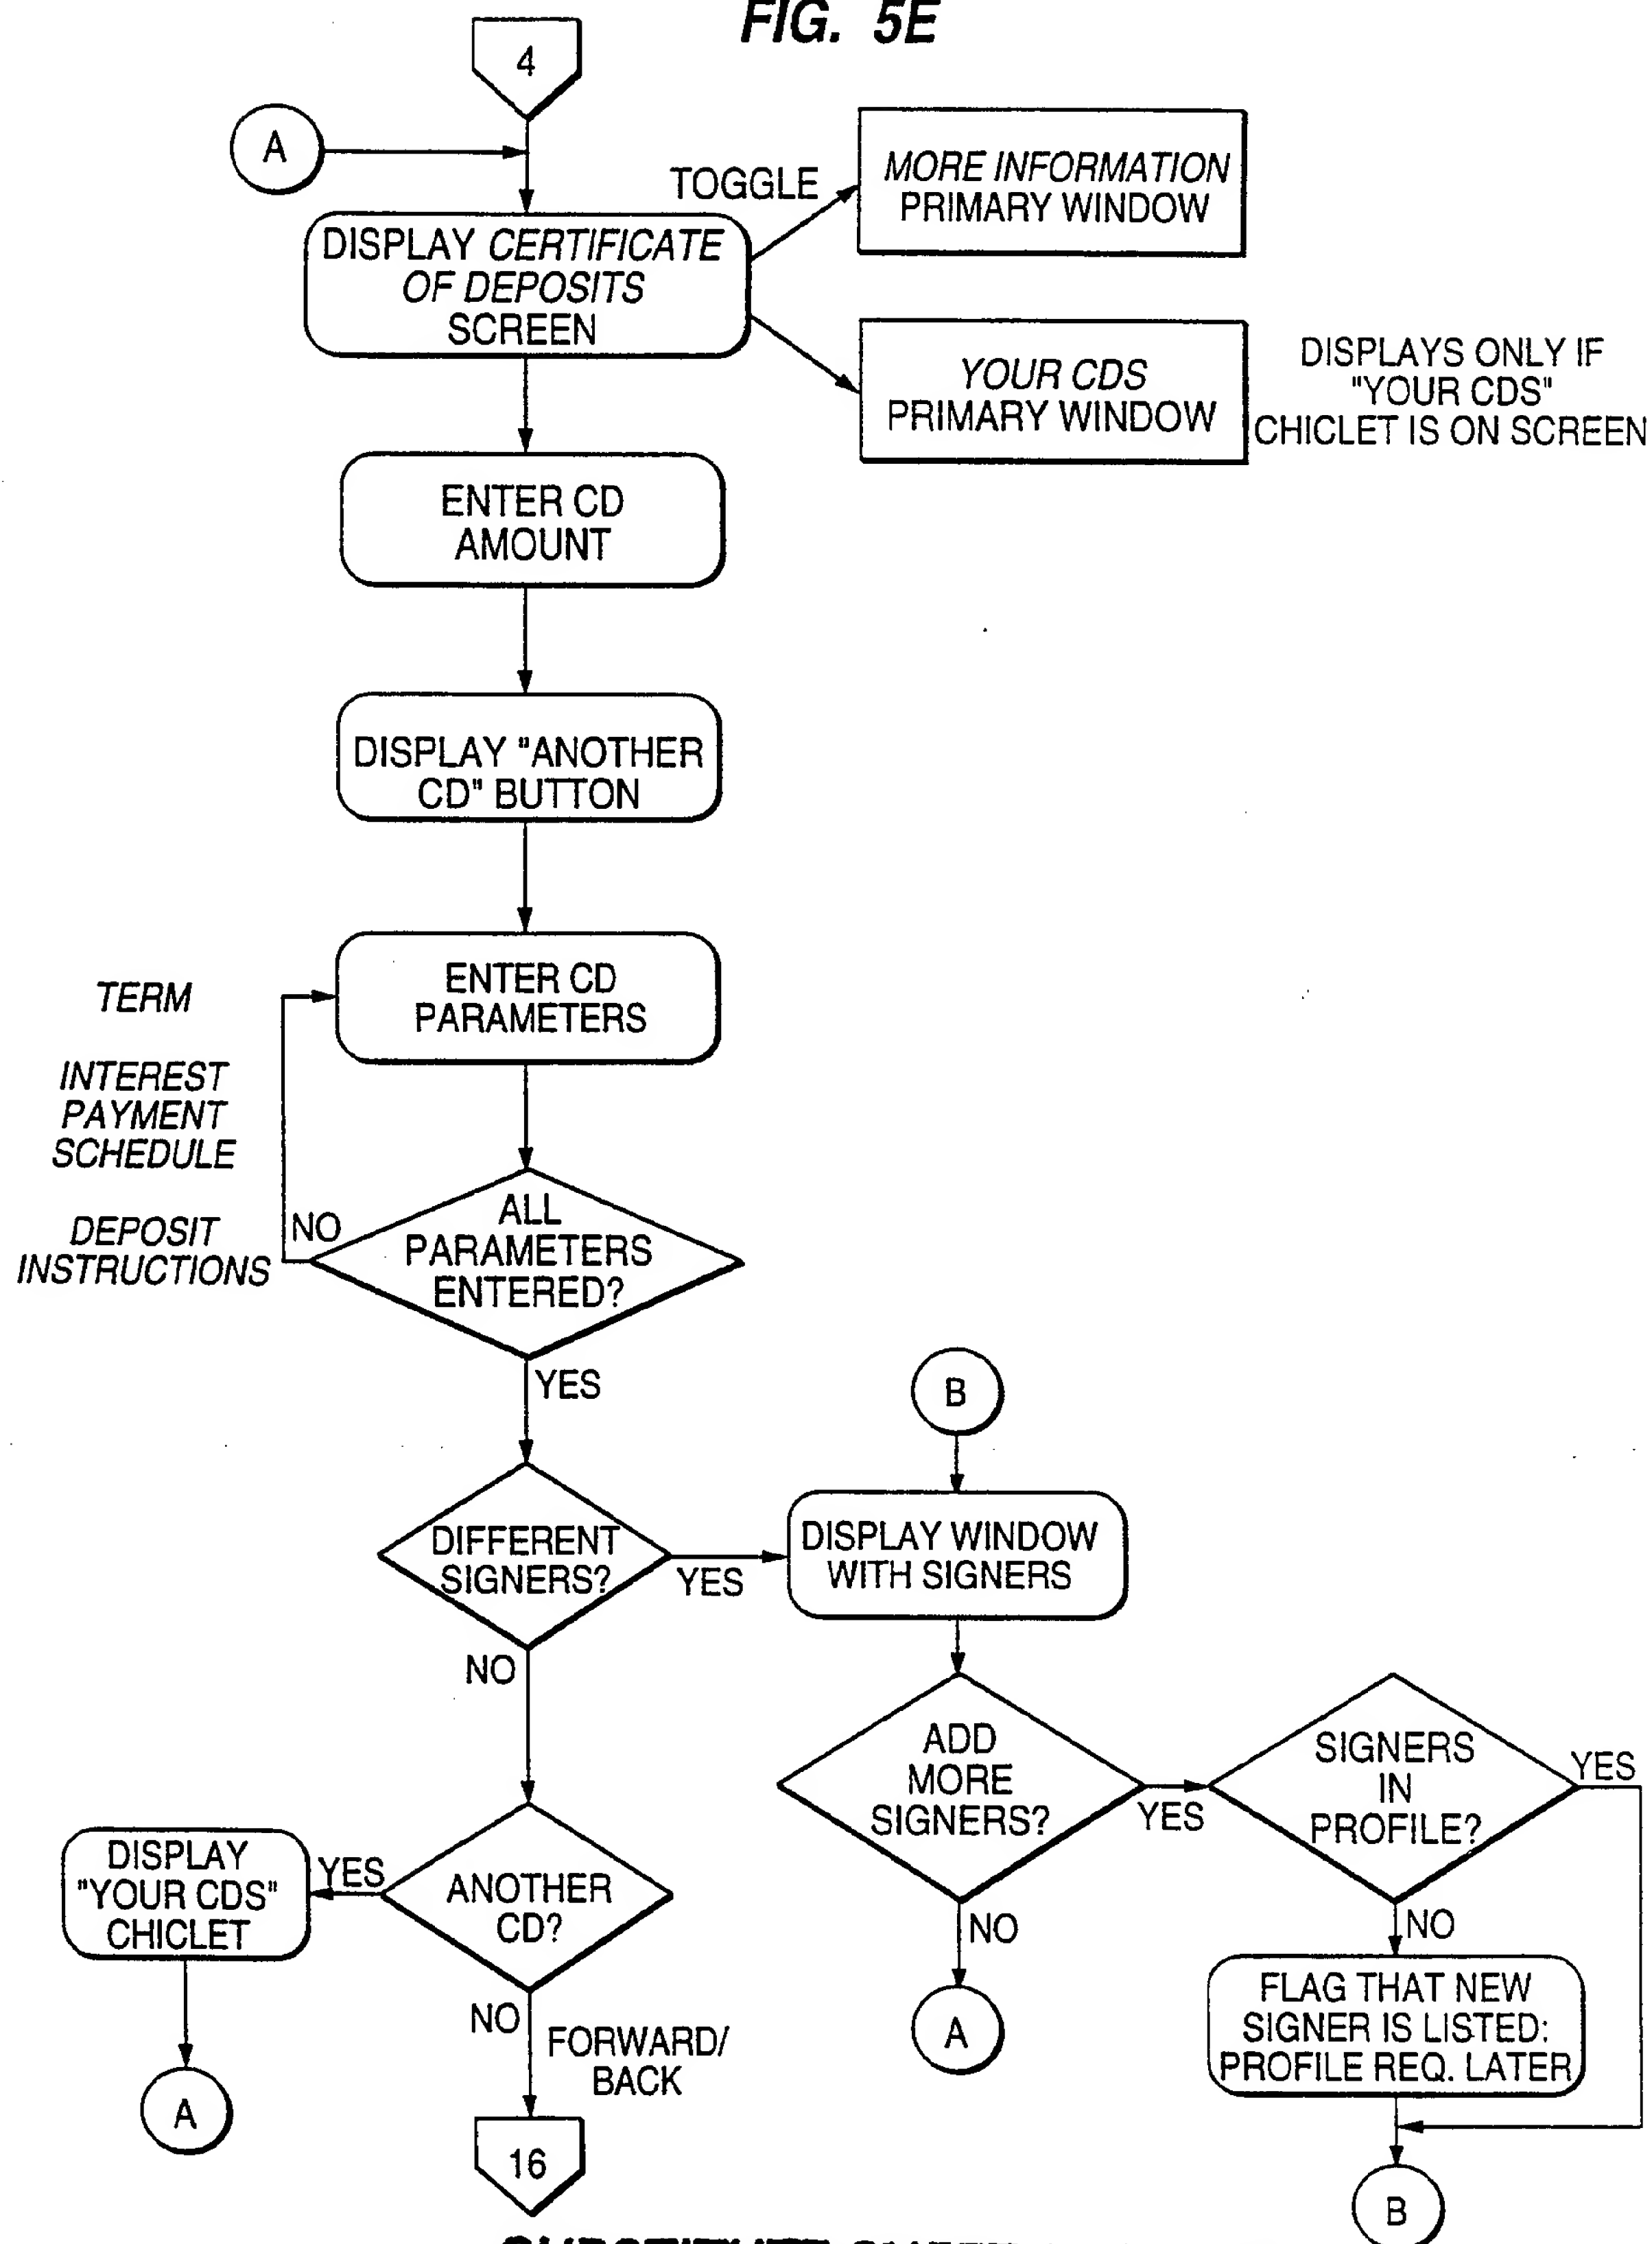 FIG. 5E
4
A
TOGGLE
MORE INFORMATION
PRIMARY WINDOW
DISPLAY CERTIFICATE
OF DEPOSITS
SCREEN
YOUR CDS
PRIMARY WINDOW
DISPLAYS ONLY IF
"YOUR CDS"
CHICLET IS ON SCREEN
ENTER CD
AMOUNT
DISPLAY "ANOTHER
CD" BUTTON
ENTER CD
PARAMETERS
TERM
INTEREST
PAYMENT
SCHEDULE
DEPOSIT
INSTRUCTIONS
NO
ALL
PARAMETERS
ENTERED?
YES
B
DIFFERENT
SIGNERS?
YES
DISPLAY WINDOW
WITH SIGNERS
NO
ADD
MORE
SIGNERS?
YES
SIGNERS
IN
PROFILE?
YES
DISPLAY
"YOUR CDS"
CHICLET
YES
ANOTHER
CD?
NO
NO
A
FLAG THAT NEW
SIGNER IS LISTED:
PROFILE REQ. LATER
NO
FORWARD/
BACK
A
16
B